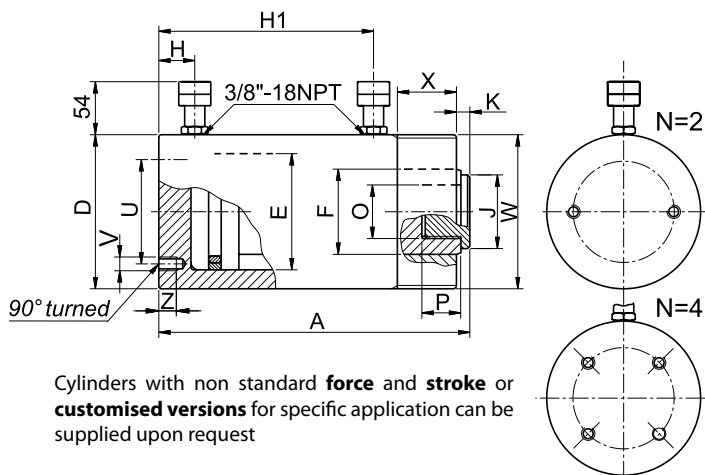 H1
H
X
K
54
3/8"-18NPT
N=2
D
U
V
E
F
O
J
W
90° turned
Z
P
A
N=4
Cylinders with non standard force and stroke or
customised versions for specific application can be
supplied upon request